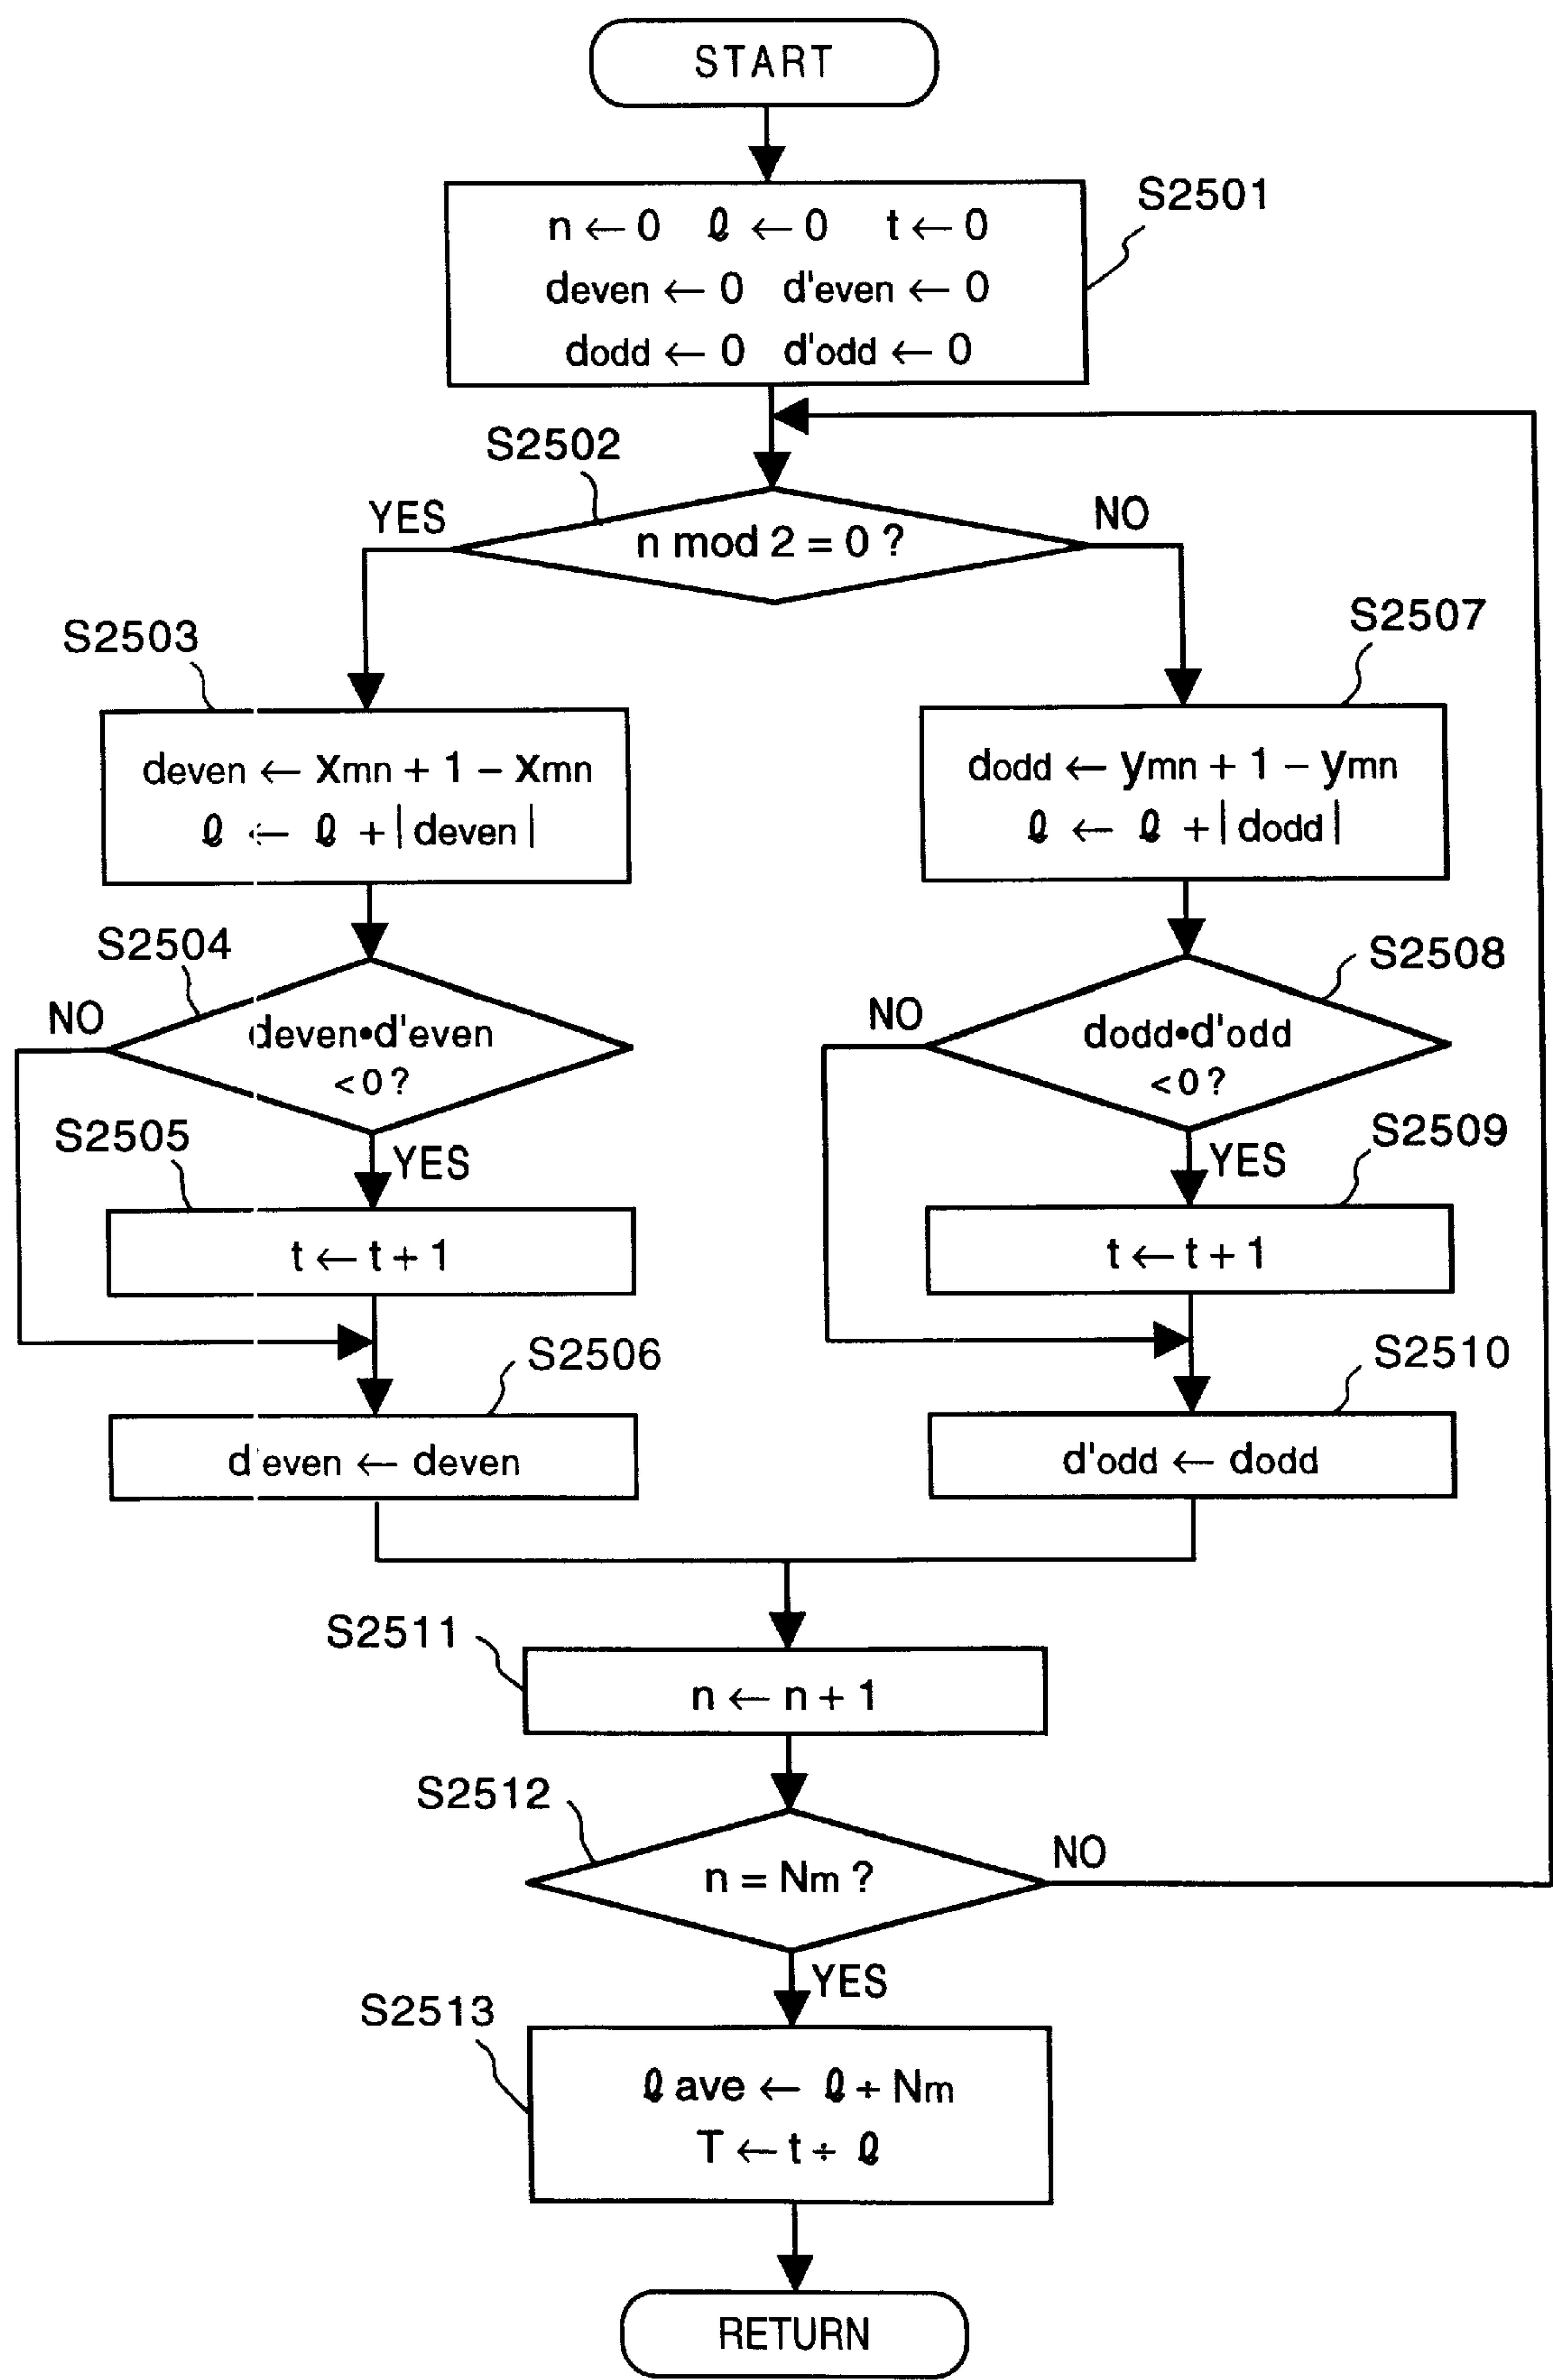 START
S2501
n ← 0 ℓ ← 0 t ← 0
deven ← 0 d'even ← 0
dodd ← 0 d'odd ← 0
S2502
YES
NO
n mod 2 = 0 ?
S2503
S2507
deven ← xmn + 1 – xmn
ℓ ← ℓ + | deven |
dodd ← ymn + 1 – ymn
ℓ ← ℓ + | dodd |
S2504
S2508
NO
deven•d'even
< 0 ?
NO
dodd•d'odd
< 0 ?
S2505
YES
S2509
YES
t ← t + 1
t ← t + 1
S2506
S2510
d'even ← deven
d'odd ← dodd
S2511
n ← n + 1
S2512
n = Nm ?
NO
YES
S2513
ℓ ave ← ℓ ÷ Nm
T ← t ÷ ℓ
RETURN